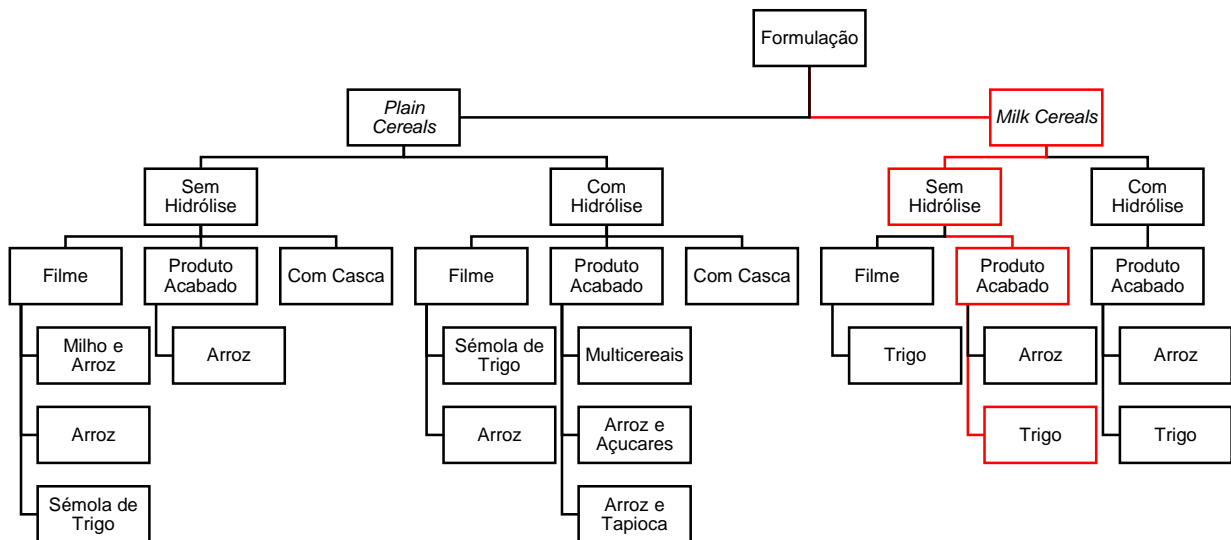 Formulação
Plain
Cereals
Milk Cereals
Sem
Hidrólise
Com
Hidrólise
Sem
Hidrólise
Com
Hidrólise
Filme
Produto
Acabado
Com Casca
Filme
Produto
Acabado
Com Casca
Filme
Produto
Acabado
Produto
Acabado
Milho e
Arroz
Arroz
Sémola de
Trigo
Multicereais
Trigo
Arroz
Arroz
Arroz
Arroz
Arroz e
Açucares
Trigo
Trigo
Sémola de
Trigo
Arroz e
Tapioca